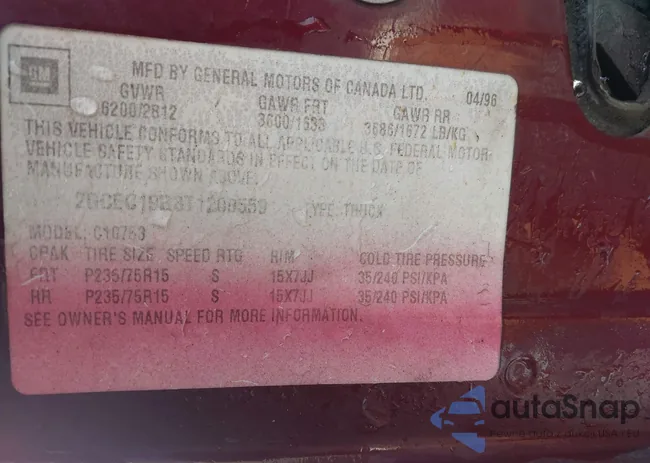 GM
MFD BY GENERAL MOTORS OF CANADA LTD. 04/96
GVWR GAWR FRT GAWR RR
6200/2812 3600/1633 3686/1672 LB/KG
THIS VEHICLE CONFORMS TO ALL APPLICABLE U.S. FEDERAL MOTOR
VEHICLE SAFETY STANDARDS IN EFFECT ON THE DATE OF
MANUFACTURE SHOWN ABOVE.
TYPE: TRUCK
MODEL: C10753
CPAK TIRE SIZE SPEED RTG RIM COLD TIRE PRESSURE
FRT P235/75R15 S 15X7JJ 35/240 PSI/KPA
RR P235/75R15 S 15X7JJ 35/240 PSI/KPA
SEE OWNER'S MANUAL FOR MORE INFORMATION.
autoSnap